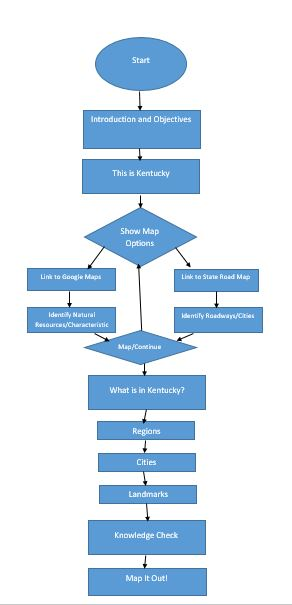 Start
Introduction and Objectives
This is Kentucky
Show Map
Options
Link to Google Maps
Link to State Road Map
Identify Natural
Resources/Characteristic
Identify Roadways/Cities
Map/Continue
What is in Kentucky?
Regions
Cities
Landmarks
Knowledge Check
Map It Out!